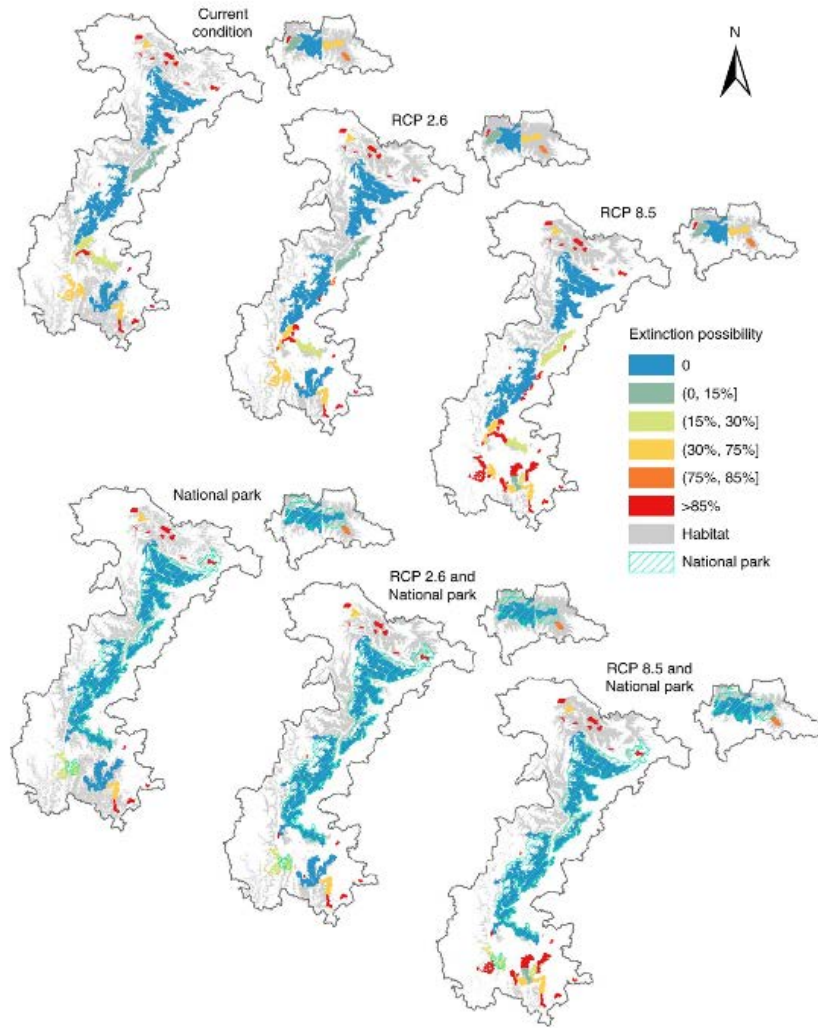 Current
condition
N
RCP 2.6
RCP 8.5
Extinction possibility
0
(0, 15%]
(15%, 30%]
(30%, 75%]
(75%, 85%]
>85%
Habitat
National park
National park
RCP 2.6 and
National park
RCP 8.5 and
National park